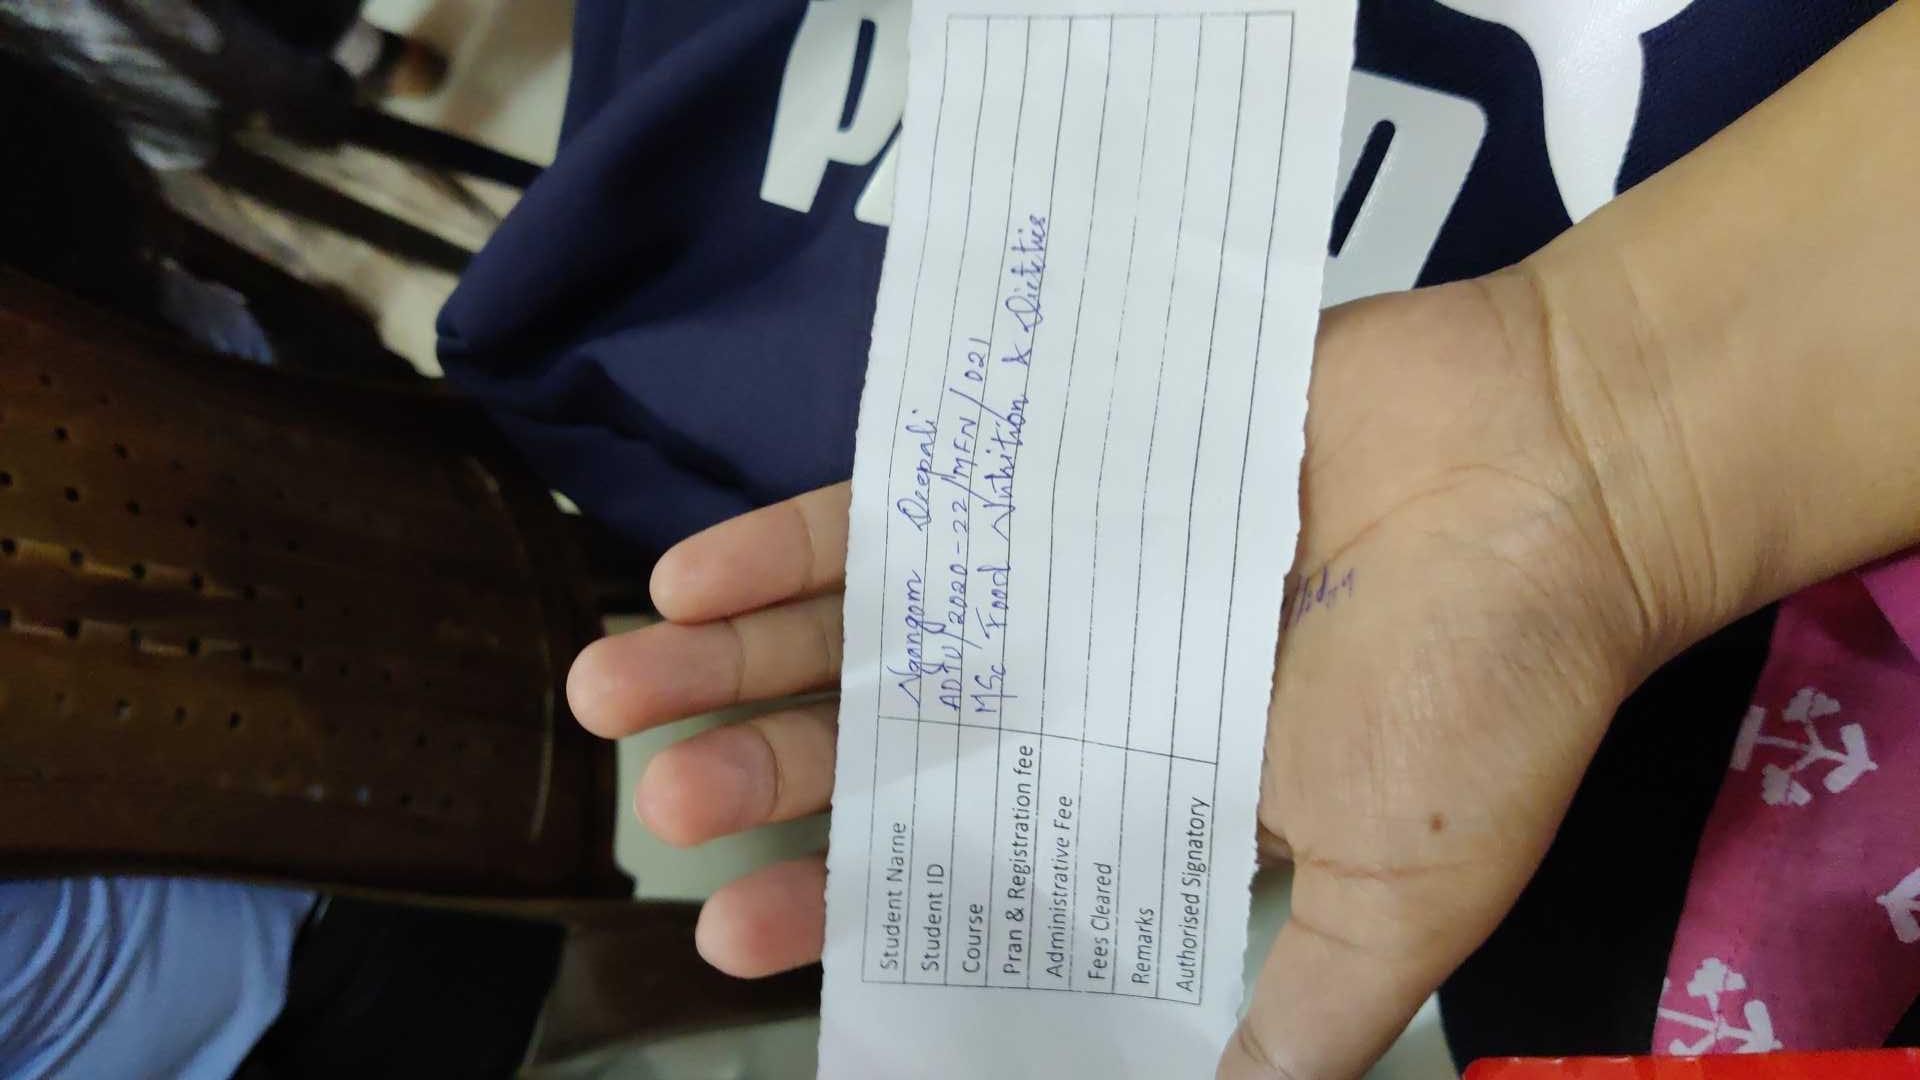 Student Name Ngangom Deepali
Student ID ADTU/2020-22/MFN/021
Course MSc Food Nutrition & Dietetics
Pran & Registration fee
Administrative Fee
Fees Cleared
Remarks
Authorised Signatory